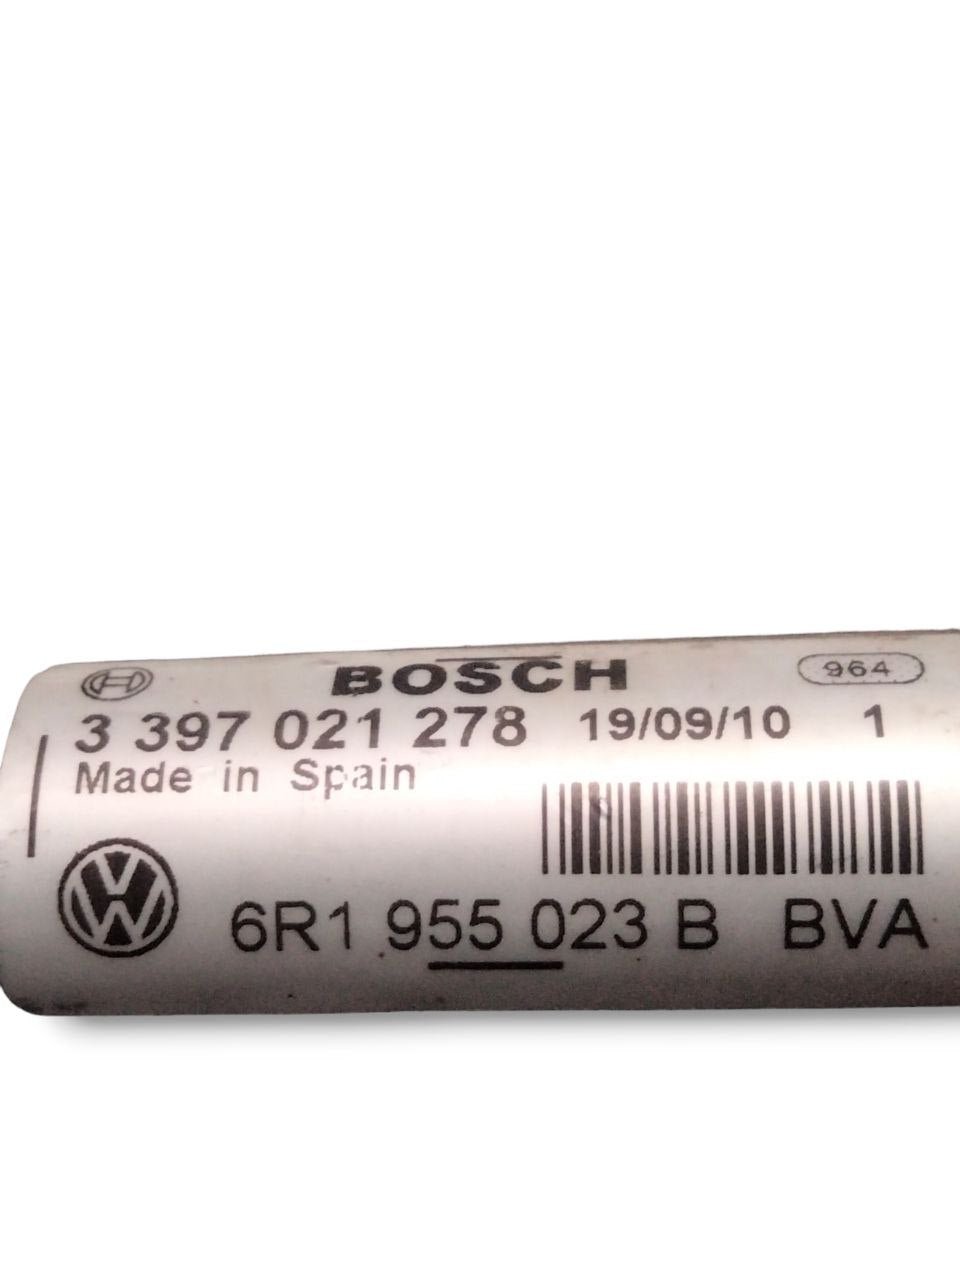 BOSCH 964
3 397 021 278 19/09/10 1
Made in Spain
6R1 955 023 B BVA